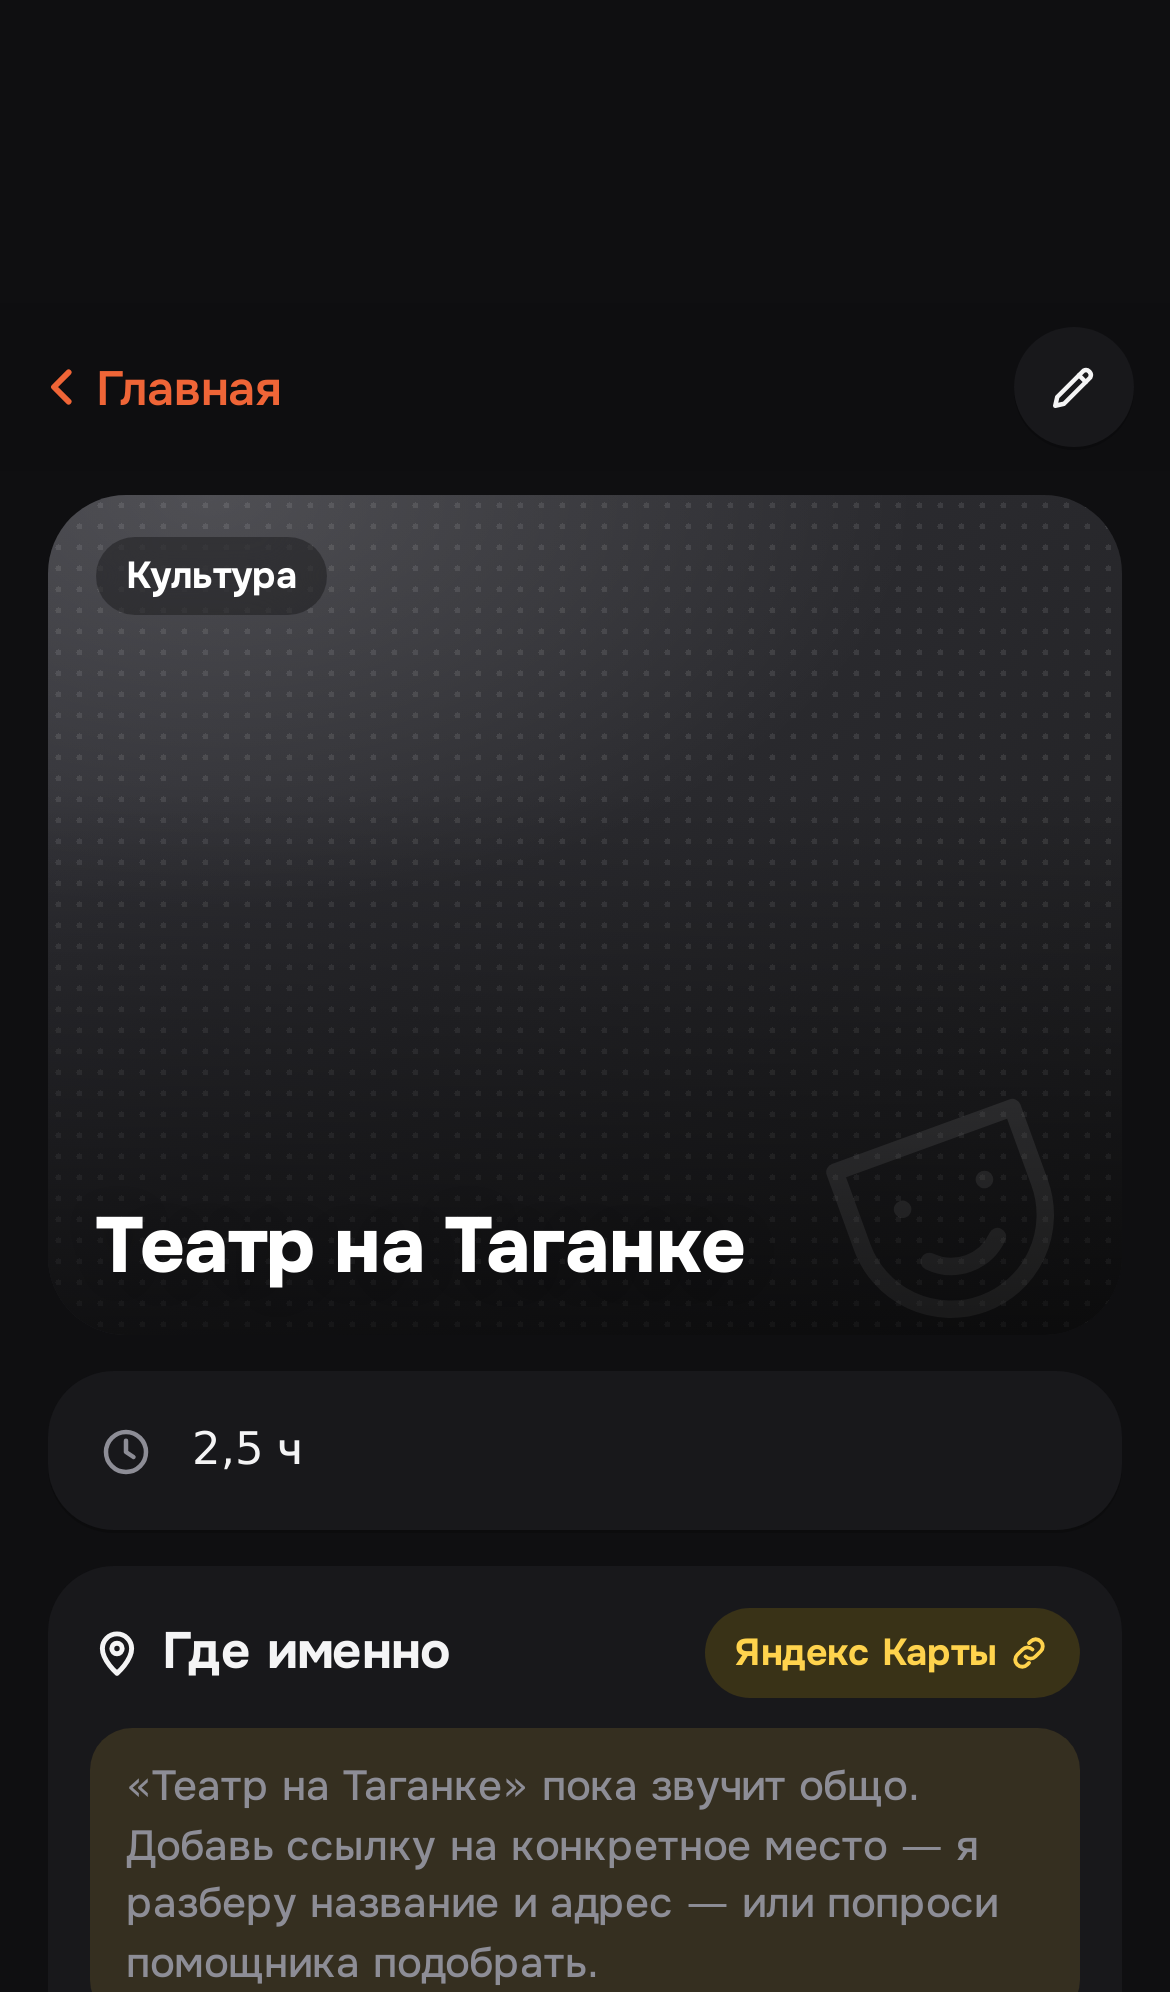 Главная
Культура
Театр на Таганке
2,5 ч
Где именно
Яндекс Карты
«Театр на Таганке» пока звучит общо.
Добавь ссылку на конкретное место — я
разберу название и адрес — или попроси
помощника подобрать.